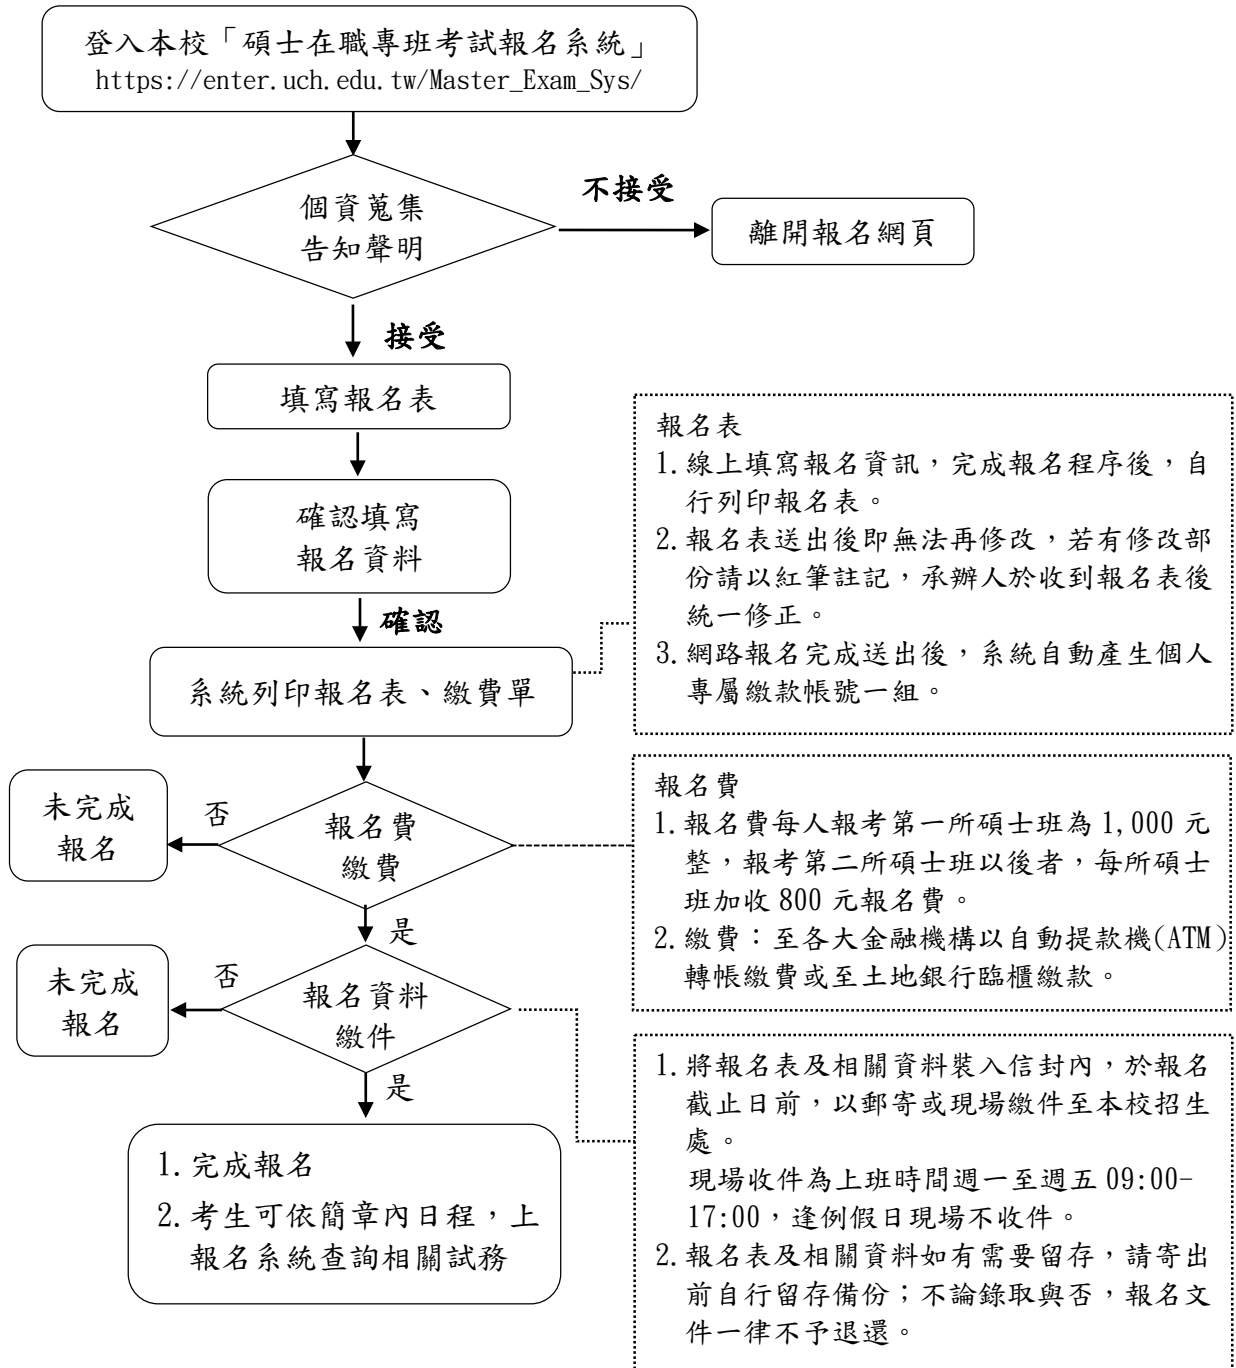 登入本校「碩士在職專班考試報名系統」
https://enter.uch.edu.tw/Master_Exam_Sys/
個資蒐集
告知聲明
不接受
離開報名網頁
接受
填寫報名表
確認填寫
報名資料
確認
系統列印報名表、繳費單
報名表
1.線上填寫報名資訊，完成報名程序後，自
行列印報名表。
2.報名表送出後即無法再修改，若有修改部
份請以紅筆註記，承辦人於收到報名表後
統一修正。
3.網路報名完成送出後，系統自動產生個人
專屬繳款帳號一組。
報名費
繳費
否
未完成
報名
是
報名費
1.報名費每人報考第一所碩士班為1,000元
整，報考第二所碩士班以後者，每所碩士
班加收800元報名費。
2.繳費：至各大金融機構以自動提款機(ATM)
轉帳繳費或至土地銀行臨櫃繳款。
報名資料
繳件
否
未完成
報名
是
1.將報名表及相關資料裝入信封內，於報名
截止日前，以郵寄或現場繳件至本校招生
處。
現場收件為上班時間週一至週五09:00-
17:00，逢例假日現場不收件。
2.報名表及相關資料如有需要留存，請寄出
前自行留存備份；不論錄取與否，報名文
件一律不予退還。
1.完成報名
2.考生可依簡章內日程，上
報名系統查詢相關試務